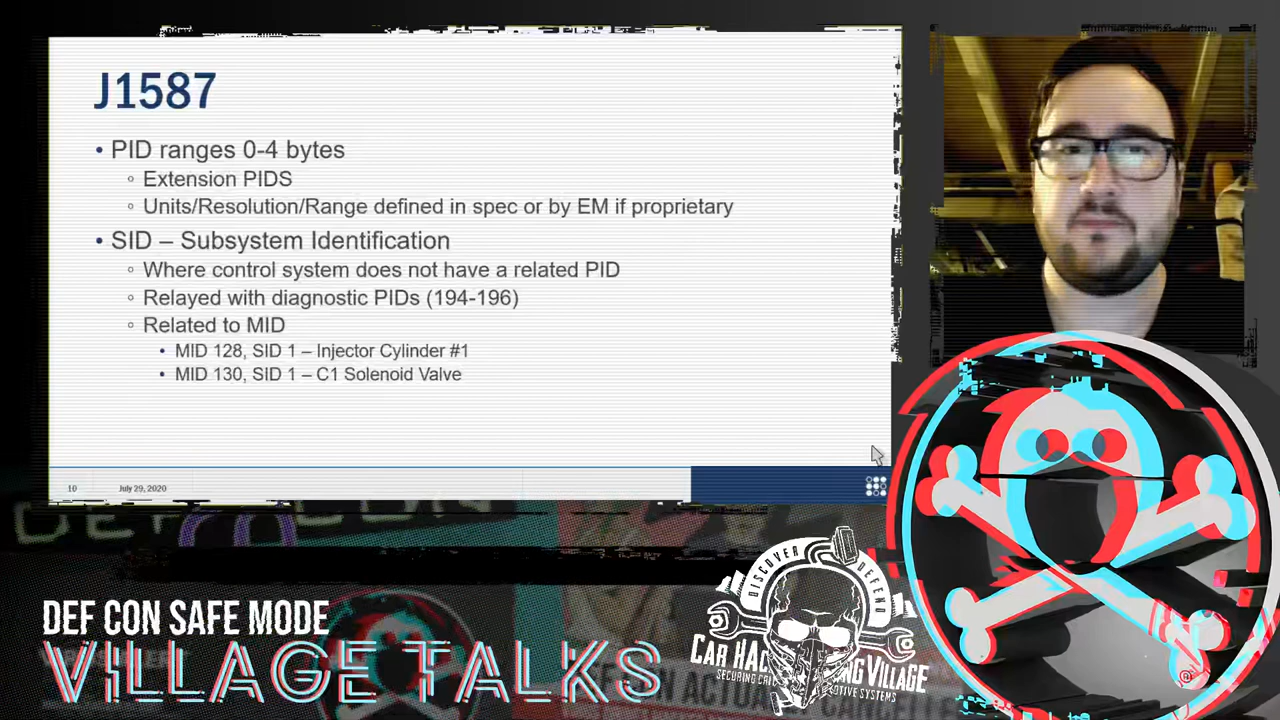 J1587
• PID ranges 0-4 bytes
◦ Extension PIDS
◦ Units/Resolution/Range defined in spec or by EM if proprietary
• SID – Subsystem Identification
◦ Where control system does not have a related PID
◦ Relayed with diagnostic PIDs (194-196)
◦ Related to MID
• MID 128, SID 1 – Injector Cylinder #1
• MID 130, SID 1 – C1 Solenoid Valve
10
July 29, 2020
DEF CON
DEF CON SAFE MODE
VILLAGE TALKS
DISCOVER
DEFEND
®